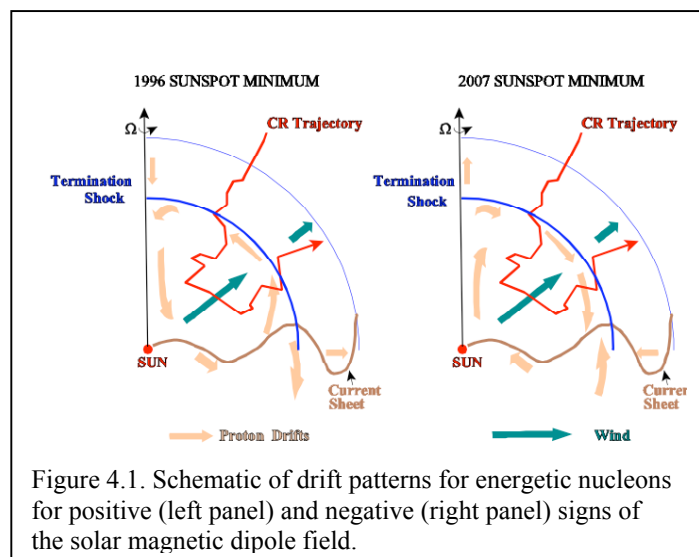 1996 SUNSPOT MINIMUM
2007 SUNSPOT MINIMUM
Ω
CR Trajectory
Ω
CR Trajectory
Termination
Shock
Termination
Shock
SUN
SUN
Current
Sheet
Curren
Sheet
Proton Drifts
Wind
Figure 4.1. Schematic of drift patterns for energetic nucleons
for positive (left panel) and negative (right panel) signs of
the solar magnetic dipole field.